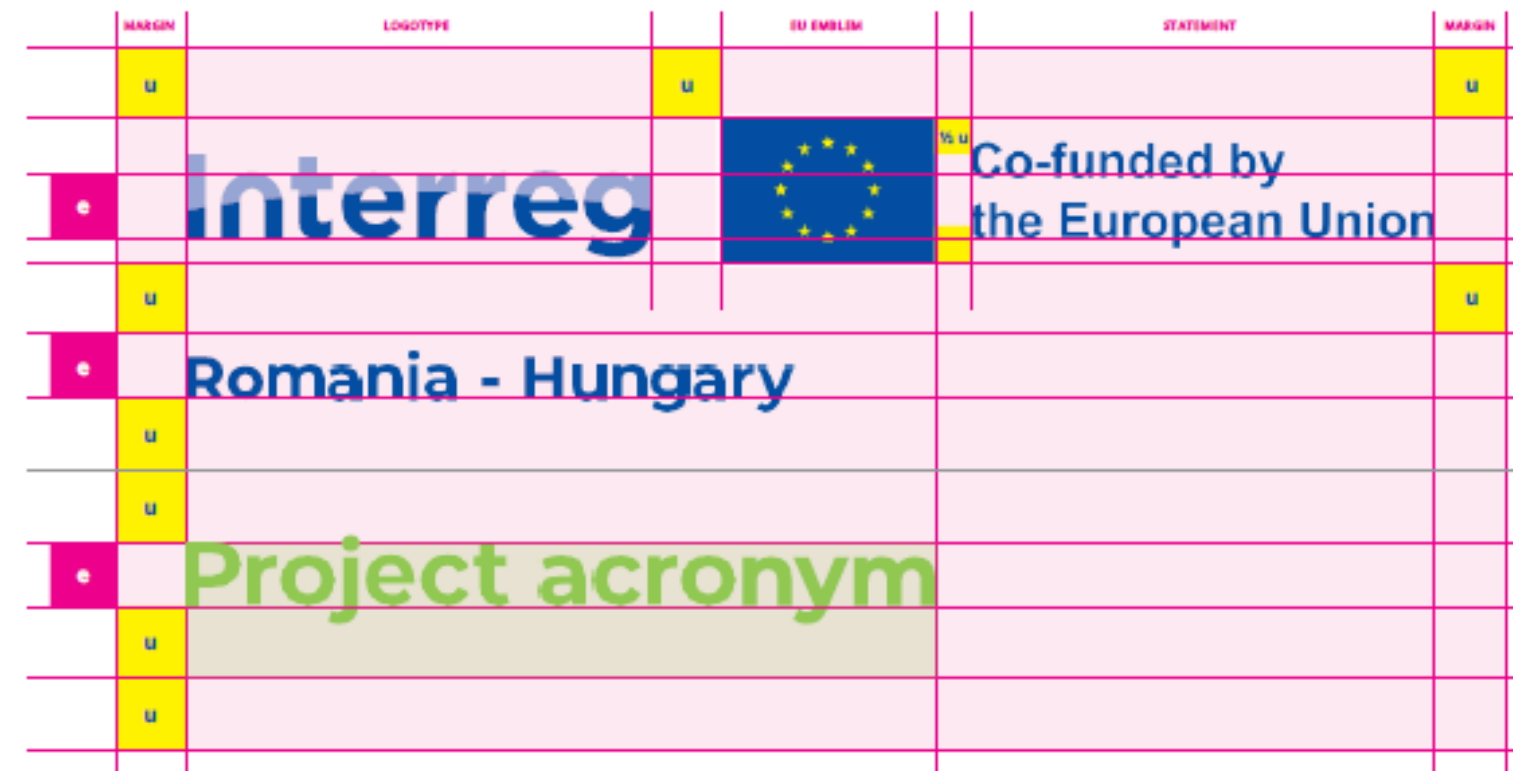 MARGIN LOGOTYPE EU EMBLEM STATEMENT MARGIN
u u u
½ u
Interreg Co-funded by
the European Union
e
u u
e
Romania - Hungary
u
u
e
Project acronym
u
u